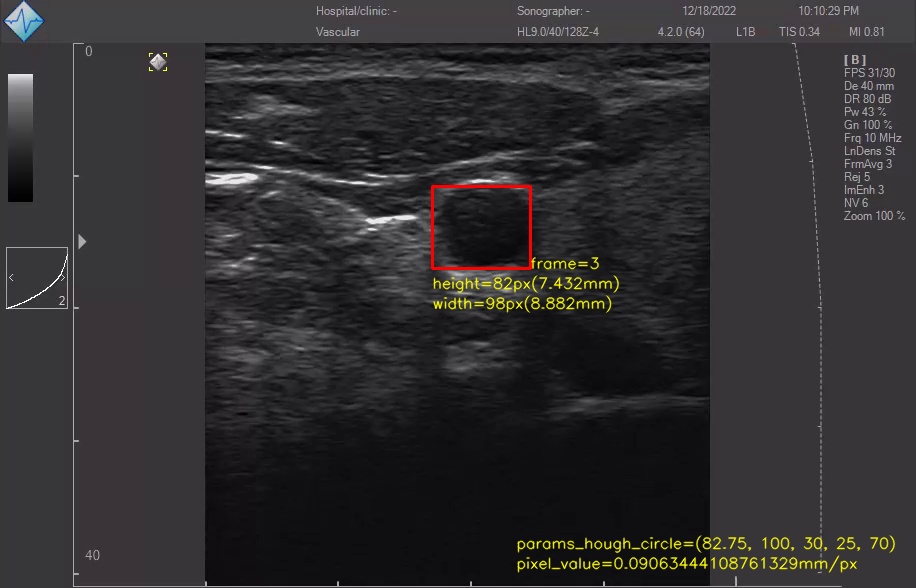 Hospital/clinic: - Sonographer: - 12/18/2022 10:10:29 PM
Vascular HL9.0/40/128Z-4 4.2.0 (64) L1B TIS 0.34 MI 0.81
0
[ B ]
FPS 31/30
De 40 mm
DR 80 dB
Pw 43 %
Gn 100 %
Frq 10 MHz
LnDens St
FrmAvg 3
Rej 5
ImEnh 3
NV 6
Zoom 100 %
frame=3
height=82px(7.432mm)
width=98px(8.882mm)
2
params_hough_circle=(82.75, 100, 30, 25, 70)
40
pixel_value=0.09063444108761329mm/px